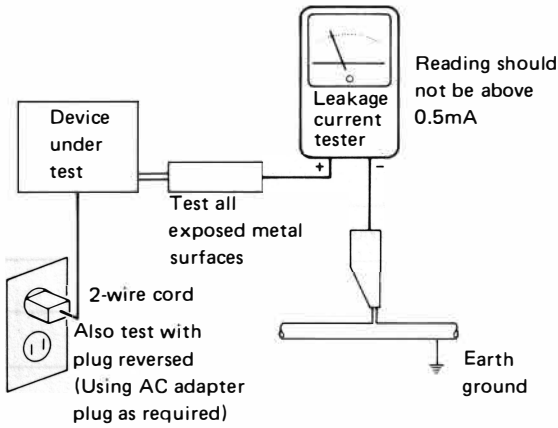 Reading should
not be above
0.5mA
Leakage
current
tester
+ −
Device
under
test
Test all
exposed metal
surfaces
2-wire cord
Also test with
plug reversed
(Using AC adapter
plug as required)
Earth
ground